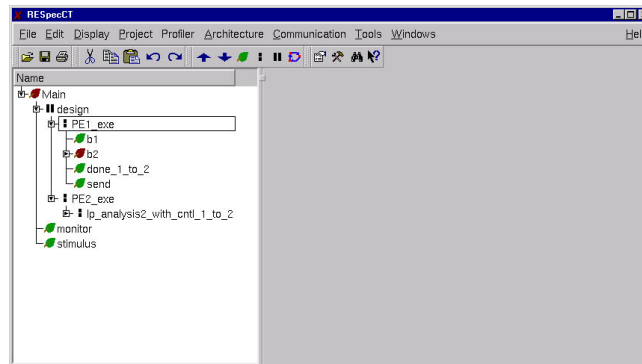 RESpecCT
File Edit Display Project Profiler Architecture Communication Tools Windows Hel
Name
Main
design
PE1_exe
b1
b2
done_1_to_2
send
PE2_exe
lp_analysis2_with_cntl_1_to_2
monitor
stimulus